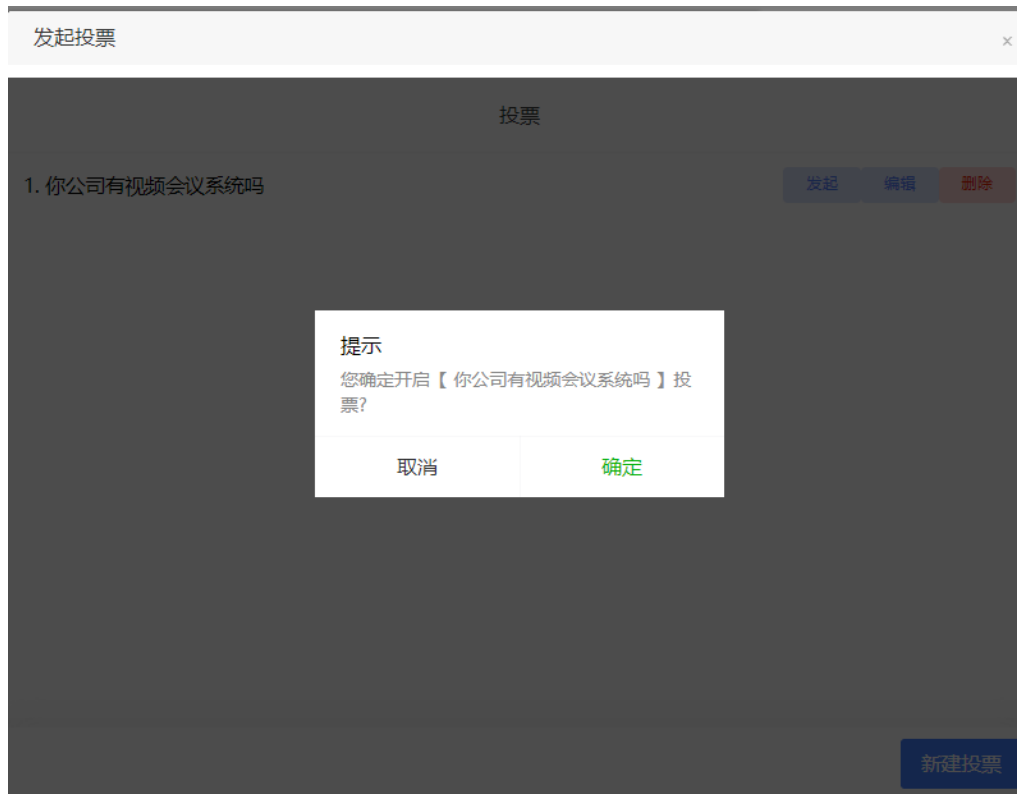 发起投票
×
投票
1. 你公司有视频会议系统吗
发起 编辑 删除
提示
您确定开启【 你公司有视频会议系统吗 】投
票?
取消 确定
新建投票